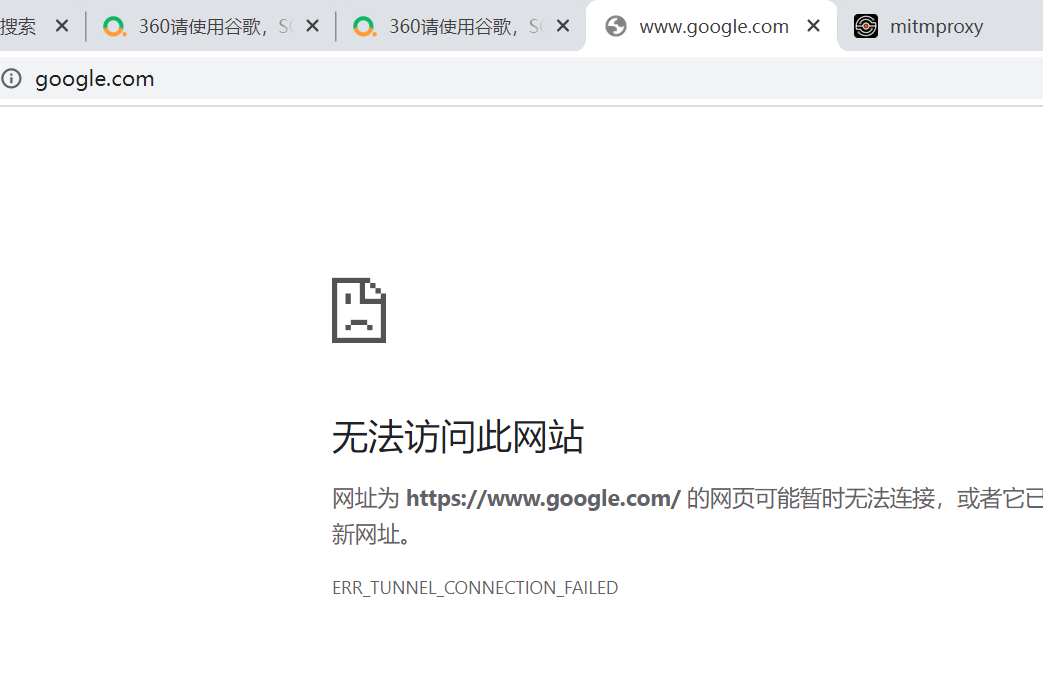 搜索 360请使用谷歌，S 360请使用谷歌，S www.google.com mitmproxy
google.com
无法访问此网站
网址为 https://www.google.com/ 的网页可能暂时无法连接，或者它已
新网址。
ERR_TUNNEL_CONNECTION_FAILED